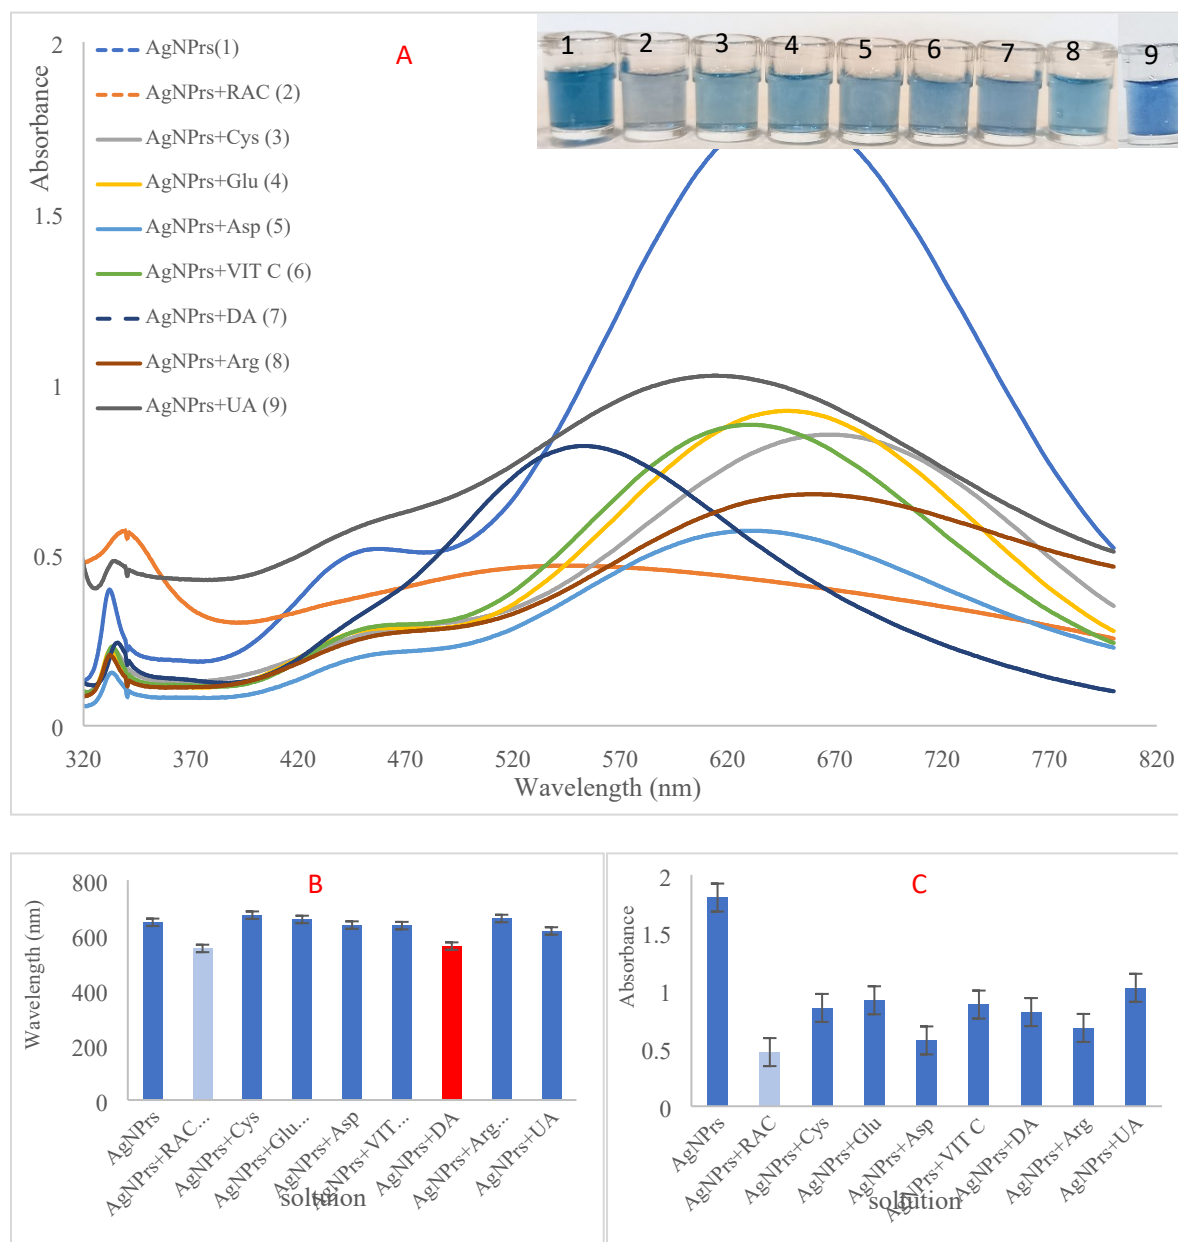 A
1 2 3 4 5 6 7 8 9
AgNPrs(1)
AgNPrs+RAC (2)
AgNPrs+Cys (3)
AgNPrs+Glu (4)
AgNPrs+Asp (5)
AgNPrs+VIT C (6)
AgNPrs+DA (7)
AgNPrs+Arg (8)
AgNPrs+UA (9)
Absorbance
2
1.5
1
0.5
0
320 370 420 470 520 570 620 670 720 770 820
Wavelength (nm)
B
Wavelength (nm)
800
600
400
200
0
AgNPrs
AgNPrs+RAC...
AgNPrs+Cys
AgNPrs+Glu...
AgNPrs+Asp
AgNPrs+VIT...
AgNPrs+DA
AgNPrs+Arg...
AgNPrs+UA
soltuion
C
Absorbance
2
1.5
1
0.5
0
AgNPrs
AgNPrs+RAC
AgNPrs+Cys
AgNPrs+Glu
AgNPrs+Asp
AgNPrs+VIT C
AgNPrs+DA
AgNPrs+Arg
AgNPrs+UA
soltution